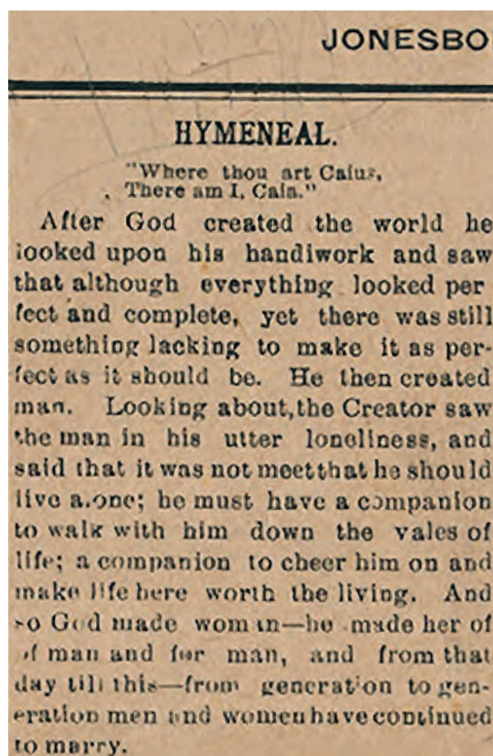 JONESBO
HYMENEAL.
"Where thou art Caius,
There am I, Caia."
After God created the world he
looked upon his handiwork and saw
that although everything looked per
fect and complete, yet there was still
something lacking to make it as per-
fect as it should be. He then created
man. Looking about, the Creator saw
the man in his utter loneliness, and
said that it was not meet that he should
live alone; he must have a companion
to walk with him down the vales of
life; a companion to cheer him on and
make life here worth the living. And
so God made woman—he made her of
of man and for man, and from that
day till this—from generation to gen-
eration men and women have continued
to marry.